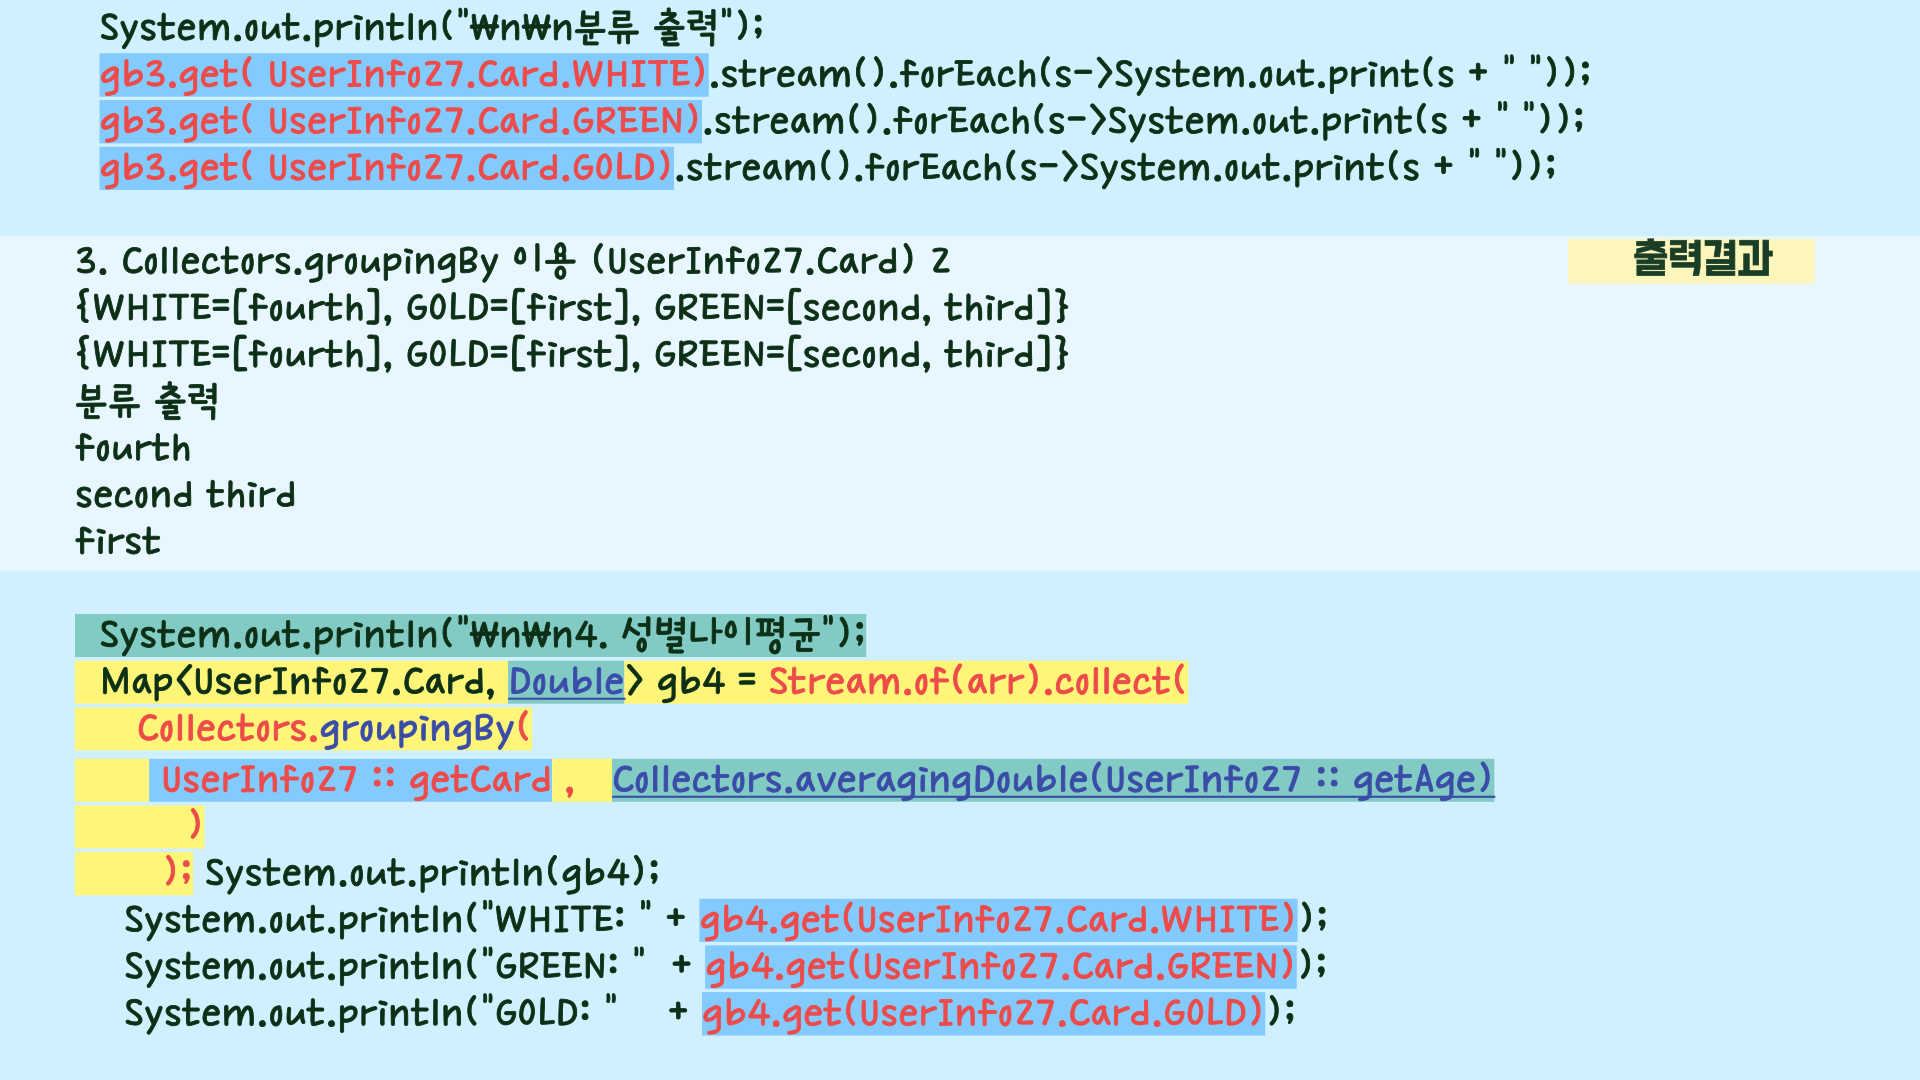 System.out.println("₩n₩n분류 출력");
gb3.get( UserInfo27.Card.WHITE).stream().forEach(s->System.out.print(s + " "));
gb3.get( UserInfo27.Card.GREEN).stream().forEach(s->System.out.print(s + " "));
gb3.get( UserInfo27.Card.GOLD).stream().forEach(s->System.out.print(s + " "));
3. Collectors.groupingBy 이용 (UserInfo27.Card) 2
출력결과
{WHITE=[fourth], GOLD=[first], GREEN=[second, third]}
{WHITE=[fourth], GOLD=[first], GREEN=[second, third]}
분류 출력
fourth
second third
first
System.out.println("₩n₩n4. 성별나이평균");
Map<UserInfo27.Card, Double> gb4 = Stream.of(arr).collect(
Collectors.groupingBy(
UserInfo27 :: getCard , Collectors.averagingDouble(UserInfo27 :: getAge)
)
); System.out.println(gb4);
System.out.println("WHITE: " + gb4.get(UserInfo27.Card.WHITE));
System.out.println("GREEN: " + gb4.get(UserInfo27.Card.GREEN));
System.out.println("GOLD: " + gb4.get(UserInfo27.Card.GOLD));